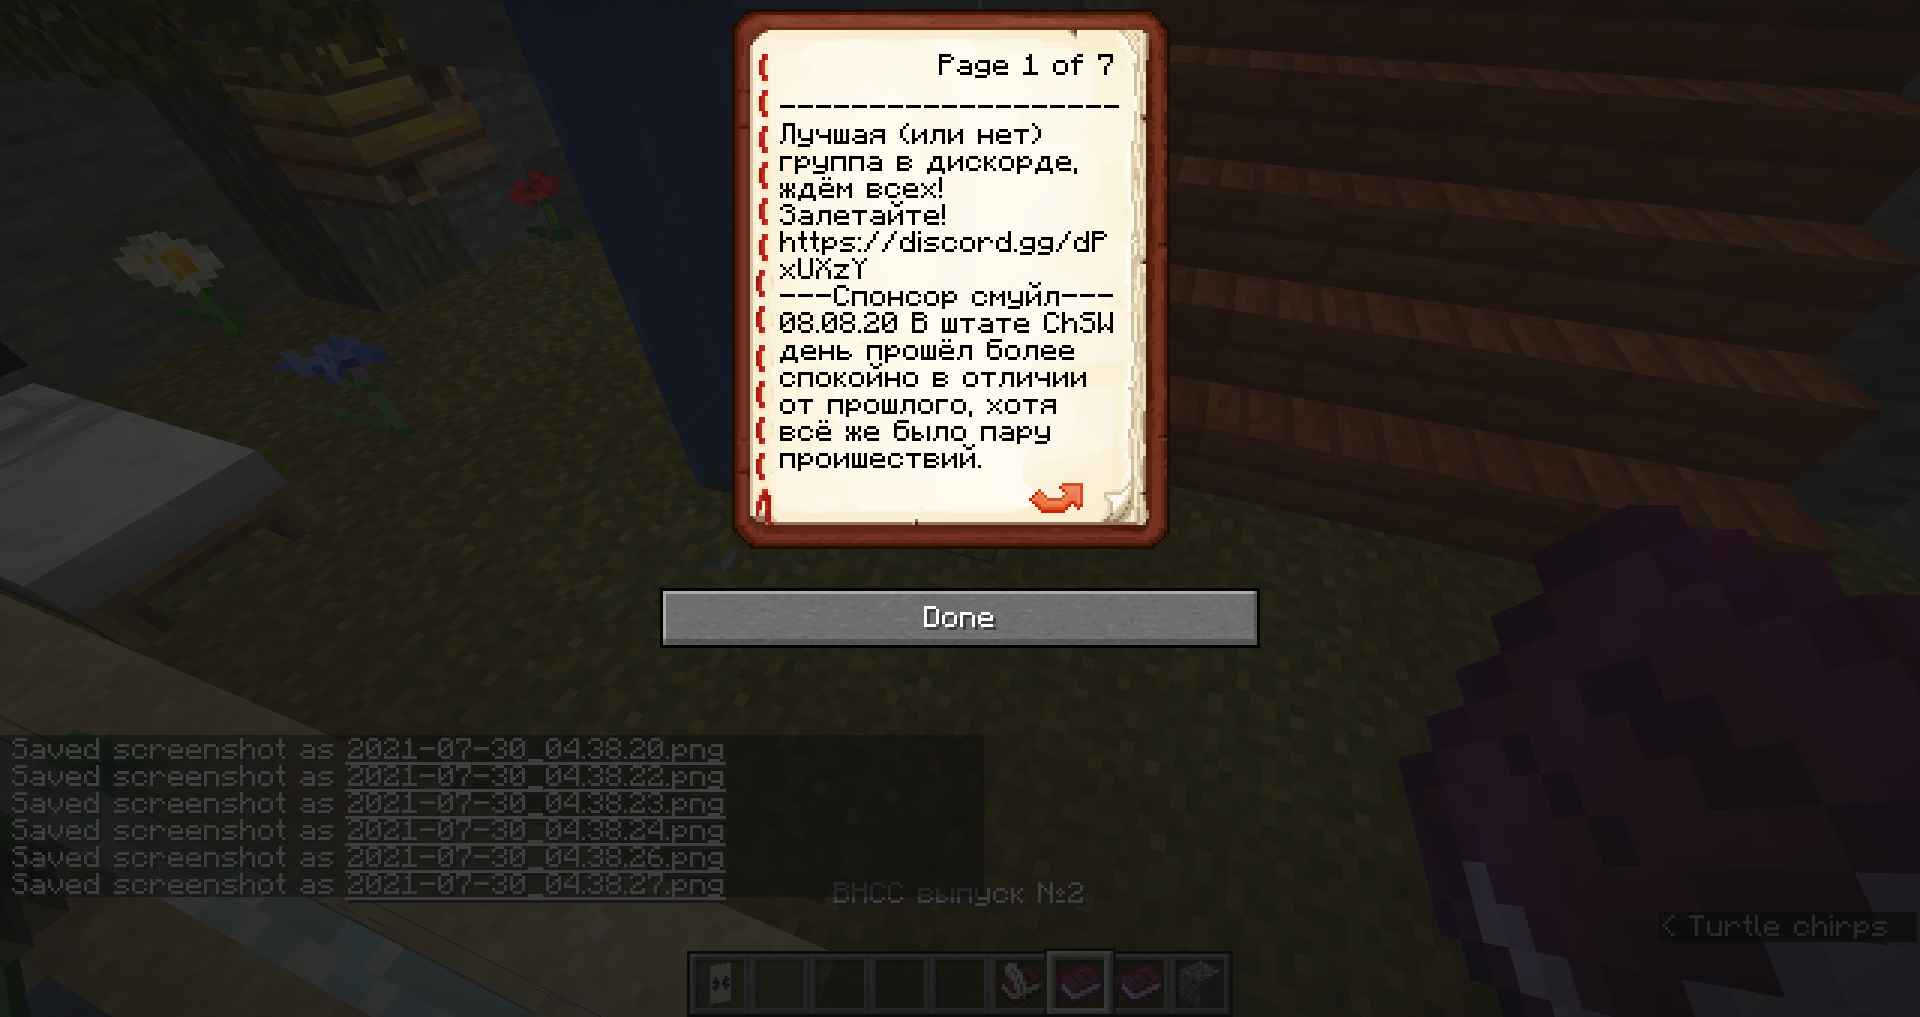 Page 1 of 7
-------------------
Лучшая (или нет)
группа в дискорде,
ждём всех!
Залетайте!
https://discord.gg/dP
xUXzY
---Спонсор смуйл---
08.08.20 В штате ChSW
день прошёл более
спокойно в отличии
от прошлого, хотя
всё же было пару
проишествий.
Done
Saved screenshot as 2021-07-30_04.38.20.png
Saved screenshot as 2021-07-30_04.38.22.png
Saved screenshot as 2021-07-30_04.38.23.png
Saved screenshot as 2021-07-30_04.38.24.png
Saved screenshot as 2021-07-30_04.38.26.png
Saved screenshot as 2021-07-30_04.38.27.png
ВНСС выпуск №2
< Turtle chirps